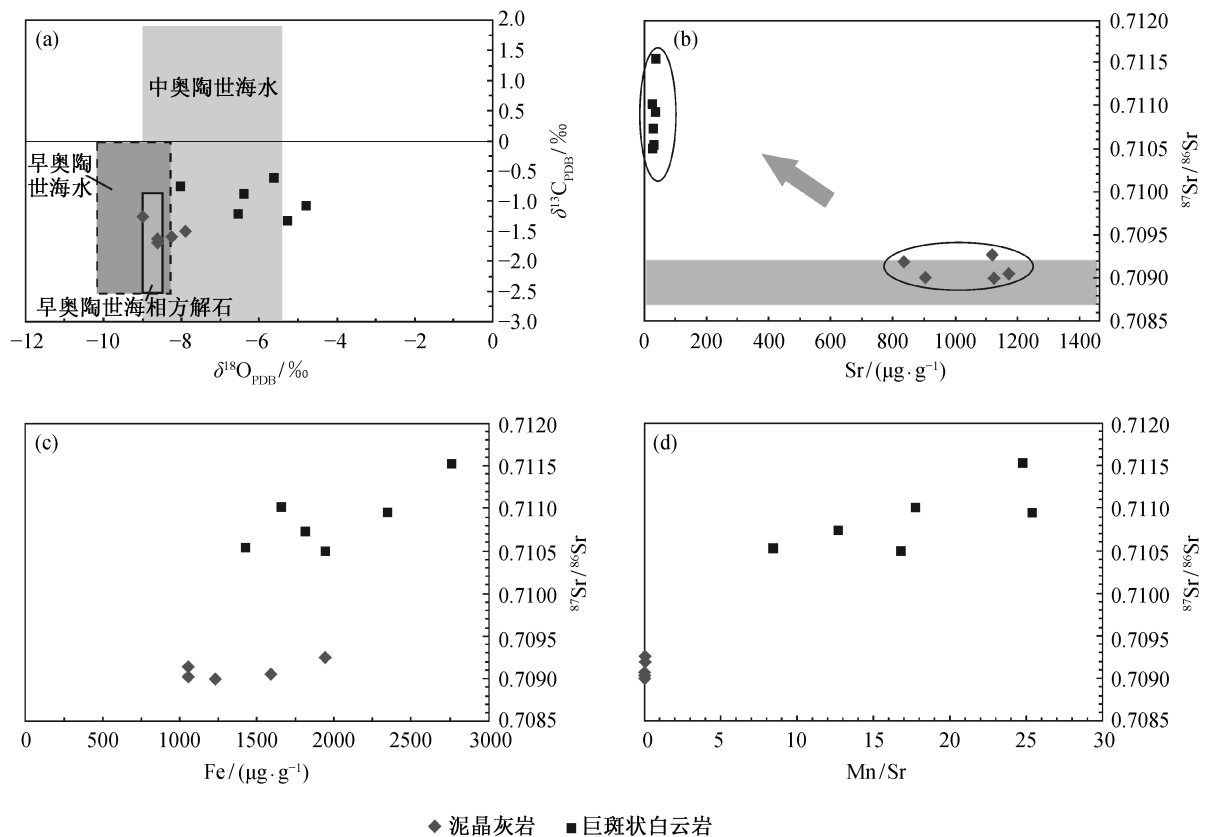 (a)
中奥陶世海水
早奥陶
世海水
早奥陶世海相方解石
2.0
1.5
1.0
0.5
0
−0.5
−1.0
−1.5
−2.0
−2.5
−3.0
δ¹³C_PDB/‰
−12 −10 −8 −6 −4 −2 0
δ¹⁸O_PDB/‰
(b)
0.7120
0.7115
0.7110
0.7105
0.7100
0.7095
0.7090
0.7085
⁸⁷Sr/⁸⁶Sr
0 200 400 600 800 1000 1200 1400
Sr/(μg·g⁻¹)
(c)
0.7120
0.7115
0.7110
0.7105
0.7100
0.7095
0.7090
0.7085
⁸⁷Sr/⁸⁶Sr
0 500 1000 1500 2000 2500 3000
Fe/(μg·g⁻¹)
(d)
0.7120
0.7115
0.7110
0.7105
0.7100
0.7095
0.7090
0.7085
⁸⁷Sr/⁸⁶Sr
0 5 10 15 20 25 30
Mn/Sr
泥晶灰岩 巨斑状白云岩